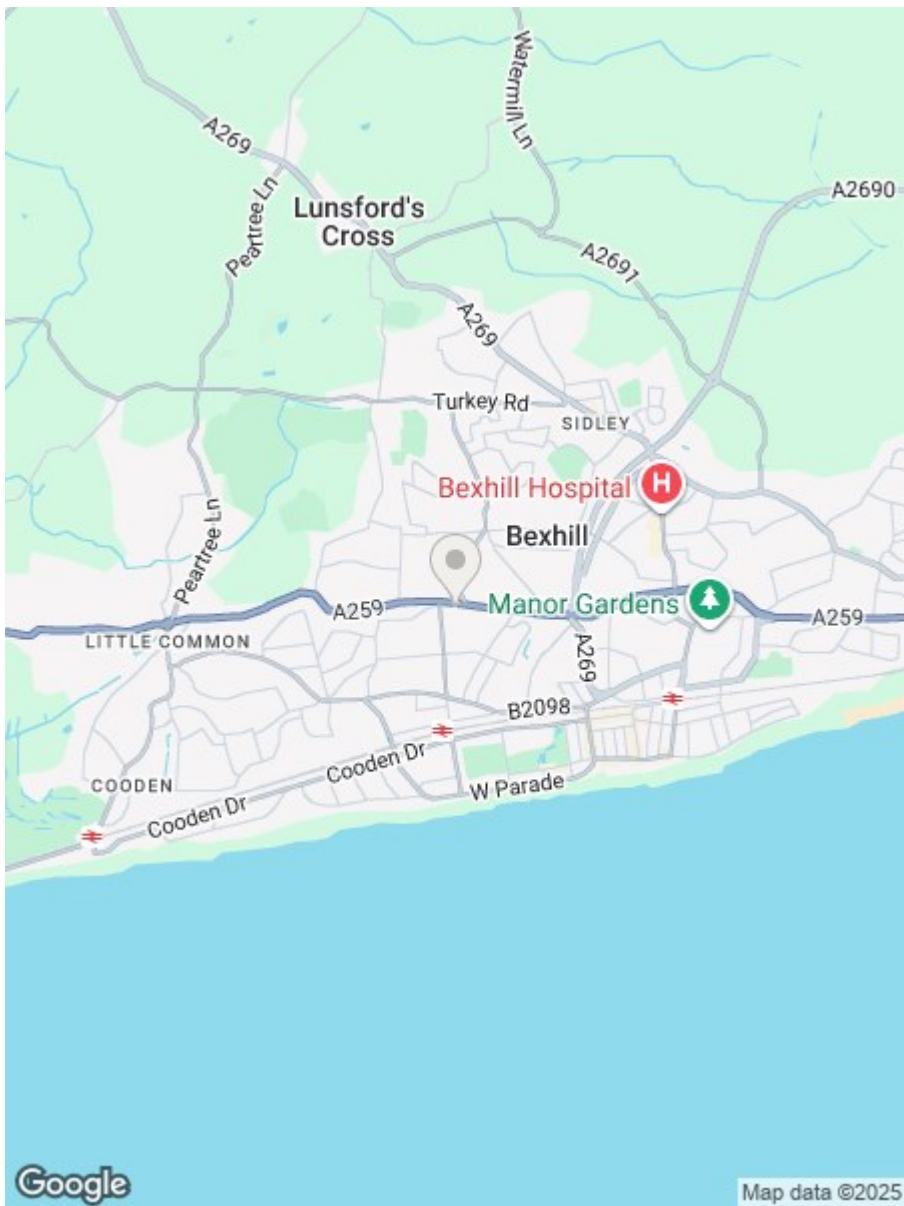 Watermill Ln
A269
A2690
Lunsford's
Cross
Peartree Ln
A2691
A269
Turkey Rd
SIDLEY
Bexhill Hospital
H
Bexhill
Peartree Ln
A259
Manor Gardens
A259
LITTLE COMMON
A269
B2098
Cooden Dr
W Parade
COODEN
Cooden Dr
Google
Map data ©2025